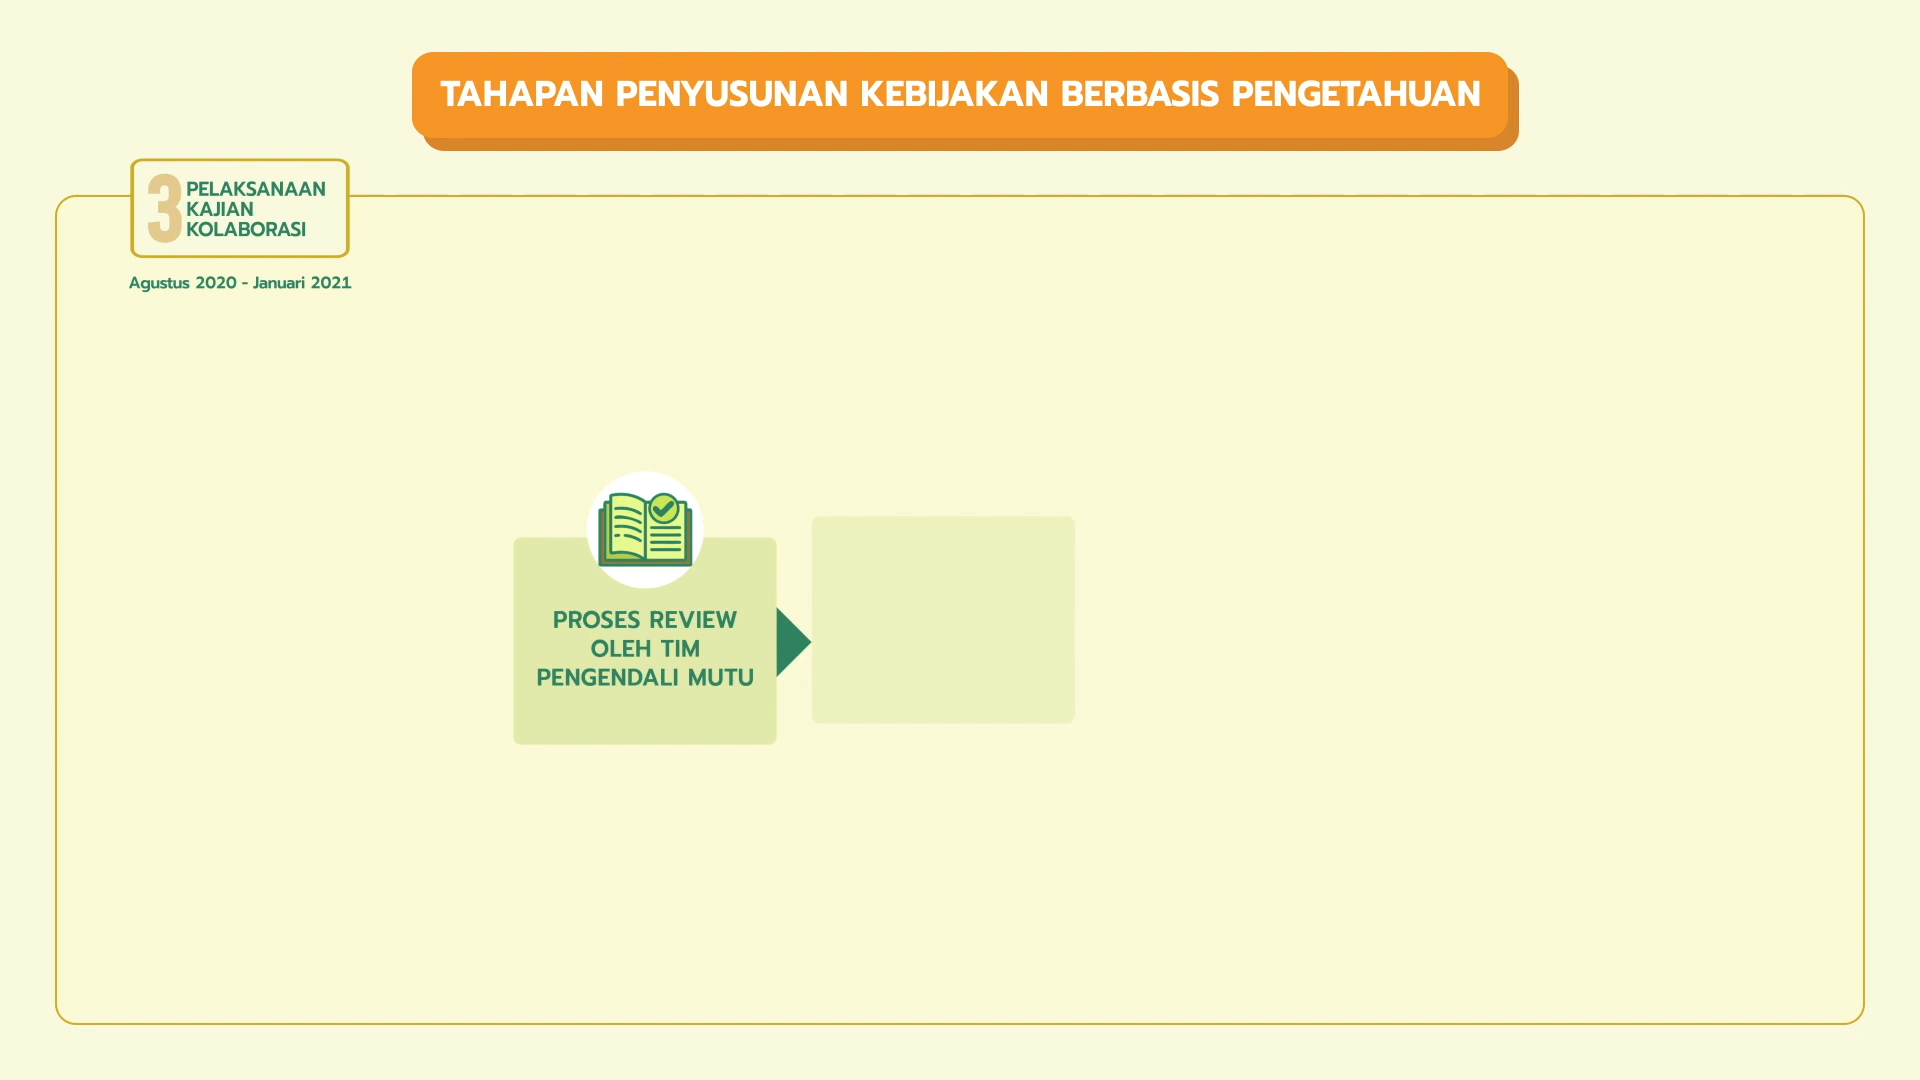 TAHAPAN PENYUSUNAN KEBIJAKAN BERBASIS PENGETAHUAN
3
PELAKSANAAN
KAJIAN
KOLABORASI
Agustus 2020 - Januari 2021
PROSES REVIEW
OLEH TIM
PENGENDALI MUTU